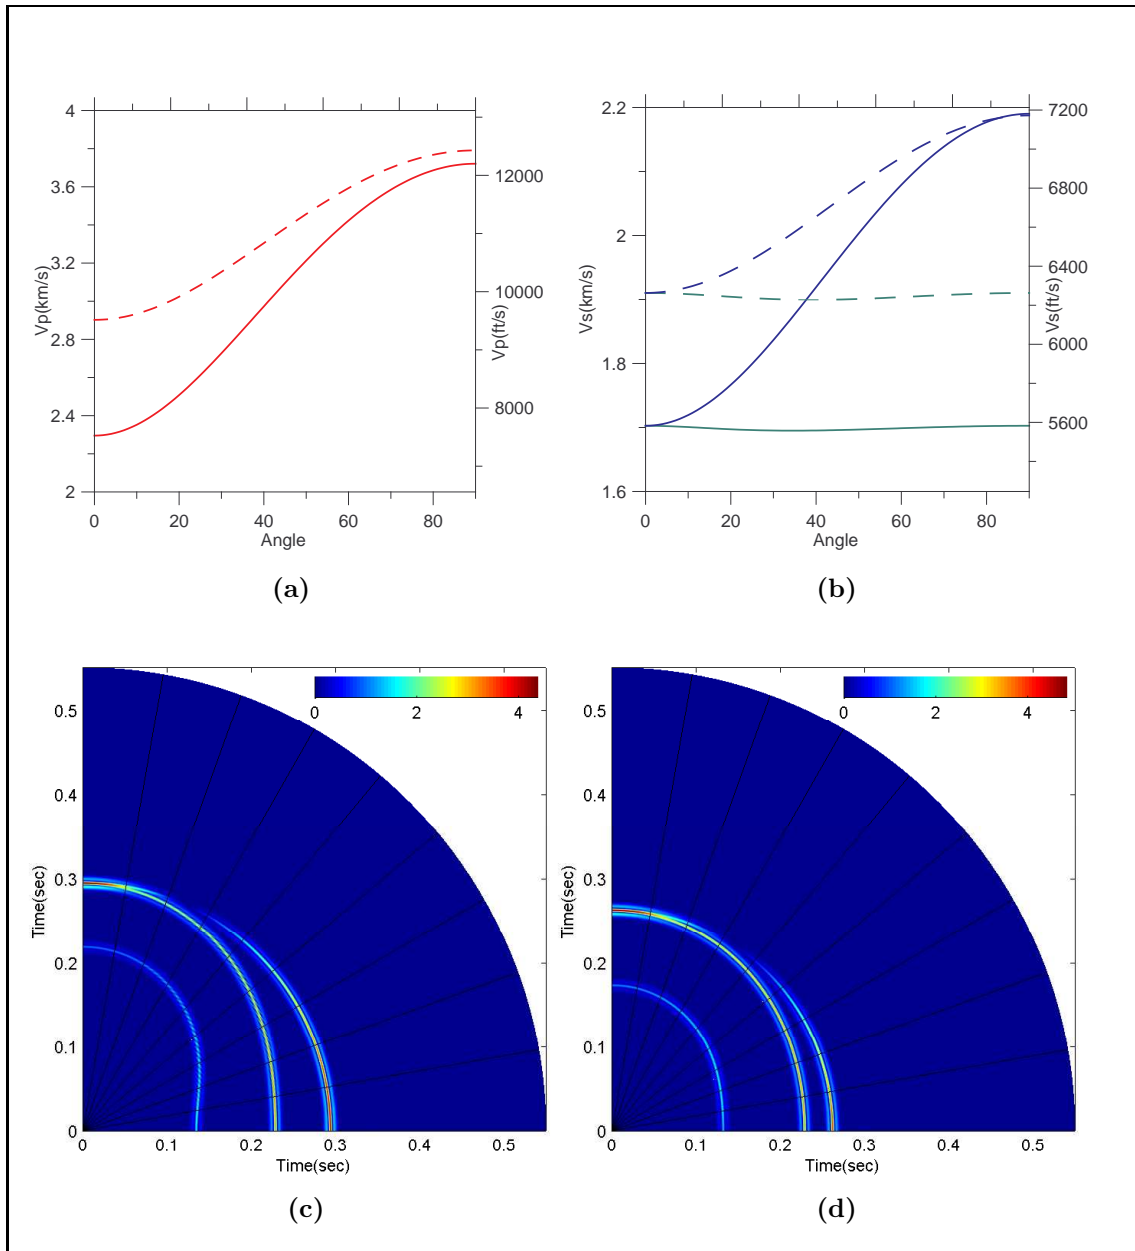 4
3.6
3.2
2.8
2.4
2
Vp(km/s)
12000
10000
8000
Vp(ft/s)
0 20 40 60 80
Angle
(a)
2.2
2
1.8
1.6
Vs(km/s)
7200
6800
6400
6000
5600
Vs(ft/s)
0 20 40 60 80
Angle
(b)
0 2 4
0.5
0.4
0.3
0.2
0.1
0
Time(sec)
0 0.1 0.2 0.3 0.4 0.5
Time(sec)
(c)
0 2 4
0.5
0.4
0.3
0.2
0.1
0
Time(sec)
0 0.1 0.2 0.3 0.4 0.5
Time(sec)
(d)